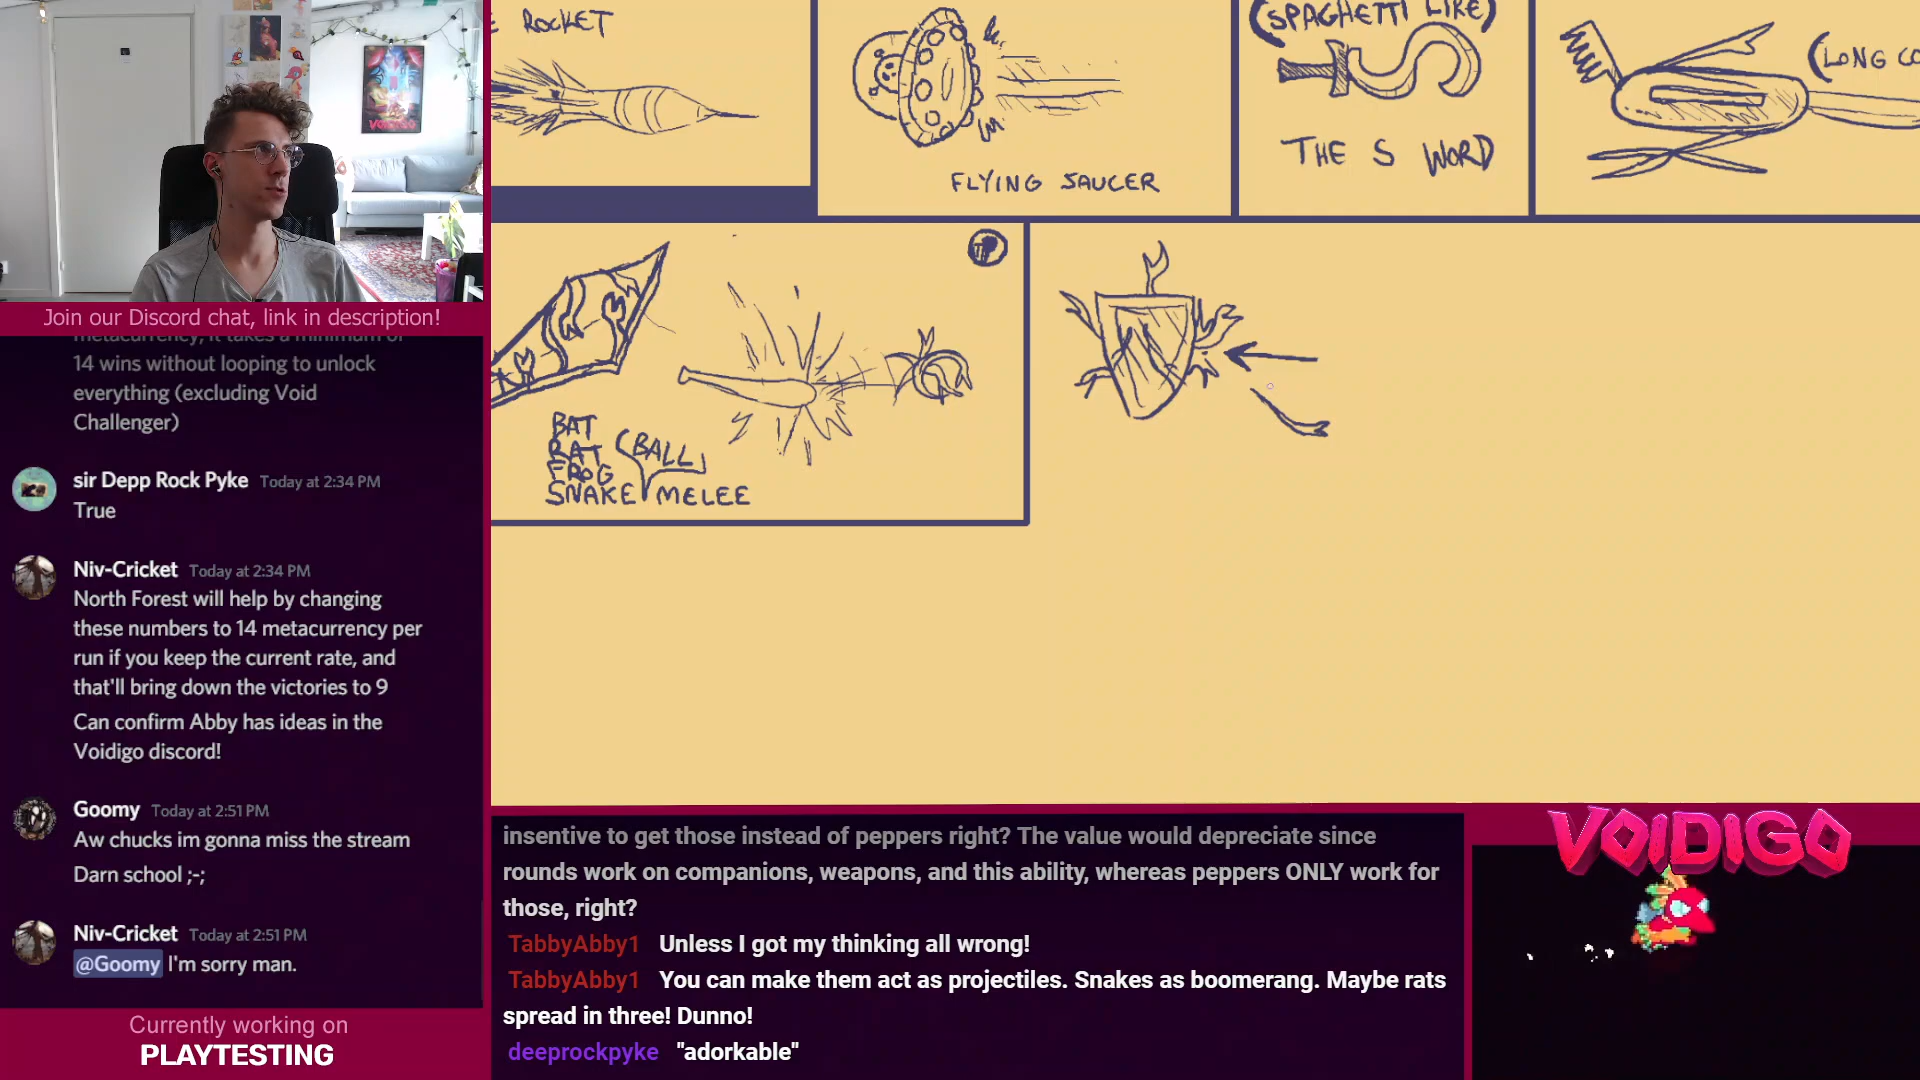 E ROCKET
FLYING SAUCER
(SPAGHETTI LIKE)
THE S WORD
(LONG CO
BAT
RAT (BALL)
FROG
SNAKE MELEE
VOIDIGO
Join our Discord chat, link in description!
metacurrency, it takes a minimum of
14 wins without looping to unlock
everything (excluding Void
Challenger)
sir Depp Rock Pyke Today at 2:34 PM
True
Niv-Cricket Today at 2:34 PM
North Forest will help by changing
these numbers to 14 metacurrency per
run if you keep the current rate, and
that'll bring down the victories to 9
Can confirm Abby has ideas in the
Voidigo discord!
Goomy Today at 2:51 PM
Aw chucks im gonna miss the stream
Darn school ;-;
Niv-Cricket Today at 2:51 PM
@Goomy I'm sorry man.
Currently working on
PLAYTESTING
insentive to get those instead of peppers right? The value would depreciate since
rounds work on companions, weapons, and this ability, whereas peppers ONLY work for
those, right?
TabbyAbby1 Unless I got my thinking all wrong!
TabbyAbby1 You can make them act as projectiles. Snakes as boomerang. Maybe rats
spread in three! Dunno!
deeprockpyke "adorkable"
VOIDIGO